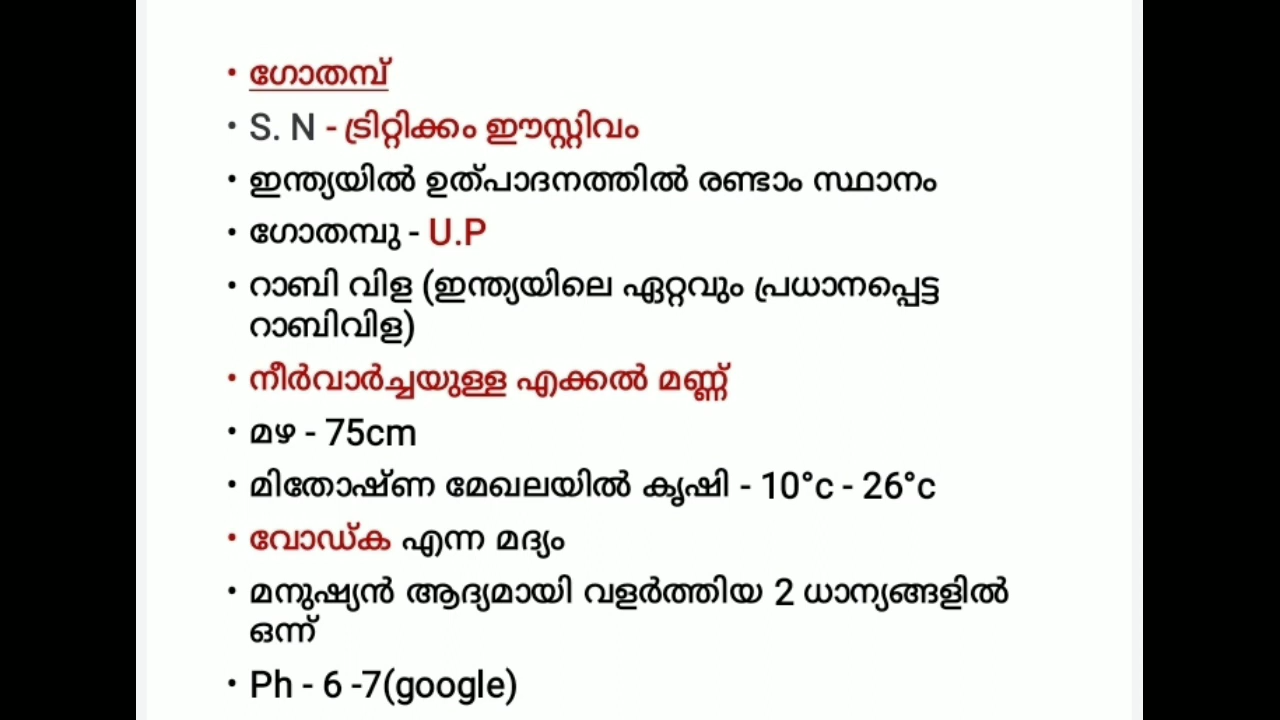 • ഗോതമ്പ്
• S. N - ട്രിറ്റിക്കം ഈസ്റ്റിവം
• ഇന്ത്യയിൽ ഉത്പാദനത്തിൽ രണ്ടാം സ്ഥാനം
• ഗോതമ്പു - U.P
• റാബി വിള (ഇന്ത്യയിലെ ഏറ്റവും പ്രധാനപ്പെട്ട
റാബിവിള)
• നീർവാർച്ചയുള്ള എക്കൽ മണ്ണ്
• മഴ - 75cm
• മിതോഷ്ണ മേഖലയിൽ കൃഷി - 10°c - 26°c
• വോഡ്ക എന്ന മദ്യം
• മനുഷ്യൻ ആദ്യമായി വളർത്തിയ 2 ധാന്യങ്ങളിൽ
ഒന്ന്
• Ph - 6 -7(google)